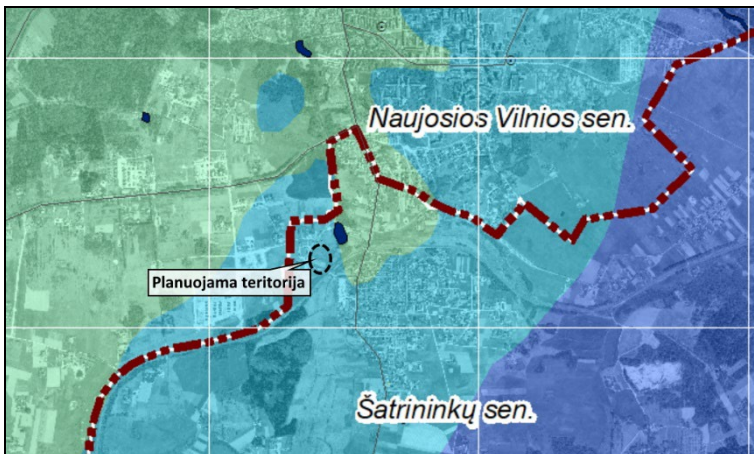 Naujosios Vilnios sen.
Planuojama teritorija
Šatrininkų sen.